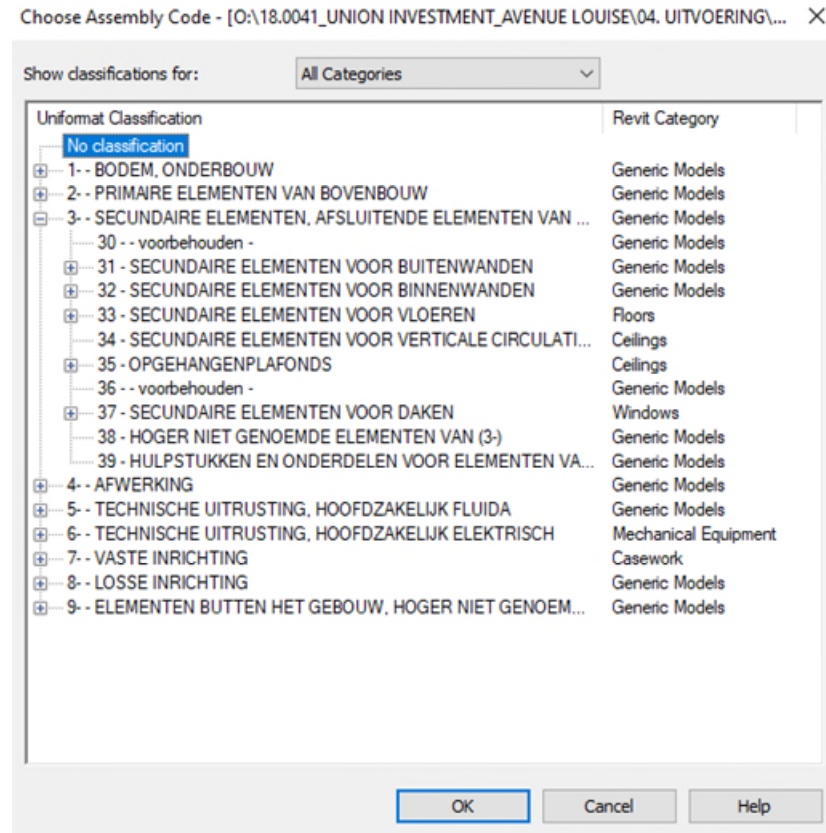 Choose Assembly Code - [O:\18.0041_UNION INVESTMENT_AVENUE LOUISE\04. UITVOERING\...
Show classifications for: All Categories
Uniformat Classification Revit Category
No classification
1- - BODEM, ONDERBOUW Generic Models
2- - PRIMAIRE ELEMENTEN VAN BOVENBOUW Generic Models
3- - SECUNDAIRE ELEMENTEN, AFSLUITENDE ELEMENTEN VAN ... Generic Models
30 - - voorbehouden - Generic Models
31 - SECUNDAIRE ELEMENTEN VOOR BUITENWANDEN Generic Models
32 - SECUNDAIRE ELEMENTEN VOOR BINNENWANDEN Generic Models
33 - SECUNDAIRE ELEMENTEN VOOR VLOEREN Floors
34 - SECUNDAIRE ELEMENTEN VOOR VERTICALE CIRCULATI... Ceilings
35 - OPGEHANGENPLAFONDS Ceilings
36 - - voorbehouden - Generic Models
37 - SECUNDAIRE ELEMENTEN VOOR DAKEN Windows
38 - HOGER NIET GENOEMDE ELEMENTEN VAN (3-) Generic Models
39 - HULPSTUKKEN EN ONDERDELEN VOOR ELEMENTEN VA... Generic Models
4- - AFWERKING Generic Models
5- - TECHNISCHE UITRUSTING, HOOFDZAKELIJK FLUIDA Generic Models
6- - TECHNISCHE UITRUSTING, HOOFDZAKELIJK ELEKTRISCH Mechanical Equipment
7- - VASTE INRICHTING Casework
8- - LOSSE INRICHTING Generic Models
9- - ELEMENTEN BUTTEN HET GEBOUW, HOGER NIET GENOEM... Generic Models
OK Cancel Help